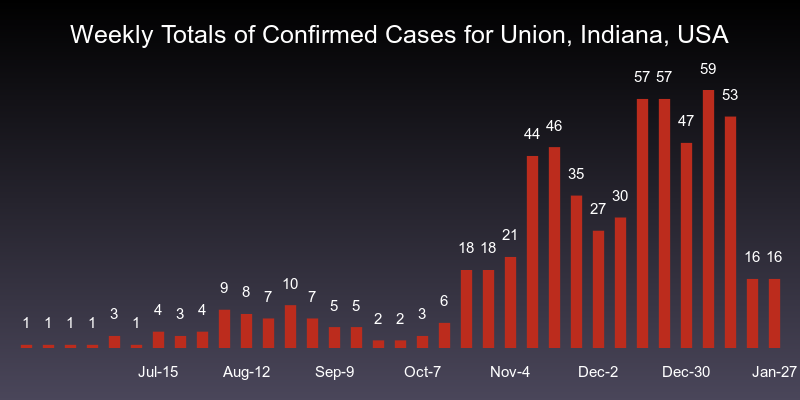 Weekly Totals of Confirmed Cases for Union, Indiana, USA
1 1 1 1 3 1 4 3 4 9 8 7 10 7 5 5 2 2 3 6 18 18 21 44 46 35 27 30 57 57 47 59 53 16 16
Jul-15 Aug-12 Sep-9 Oct-7 Nov-4 Dec-2 Dec-30 Jan-27